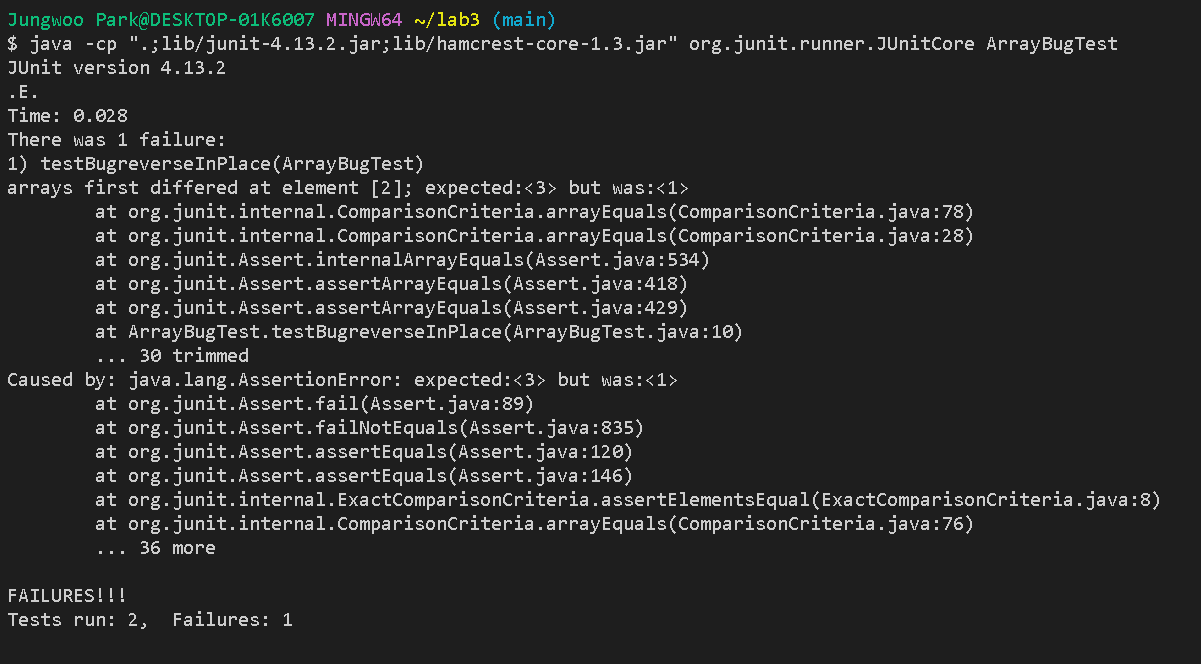 Jungwoo Park@DESKTOP-01K6007 MINGW64 ~/lab3 (main)
$ java -cp ".;lib/junit-4.13.2.jar;lib/hamcrest-core-1.3.jar" org.junit.runner.JUnitCore ArrayBugTest
JUnit version 4.13.2
.E.
Time: 0.028
There was 1 failure:
1) testBugreverseInPlace(ArrayBugTest)
arrays first differed at element [2]; expected:<3> but was:<1>
        at org.junit.internal.ComparisonCriteria.arrayEquals(ComparisonCriteria.java:78)
        at org.junit.internal.ComparisonCriteria.arrayEquals(ComparisonCriteria.java:28)
        at org.junit.Assert.internalArrayEquals(Assert.java:534)
        at org.junit.Assert.assertArrayEquals(Assert.java:418)
        at org.junit.Assert.assertArrayEquals(Assert.java:429)
        at ArrayBugTest.testBugreverseInPlace(ArrayBugTest.java:10)
        ... 30 trimmed
Caused by: java.lang.AssertionError: expected:<3> but was:<1>
        at org.junit.Assert.fail(Assert.java:89)
        at org.junit.Assert.failNotEquals(Assert.java:835)
        at org.junit.Assert.assertEquals(Assert.java:120)
        at org.junit.Assert.assertEquals(Assert.java:146)
        at org.junit.internal.ExactComparisonCriteria.assertElementsEqual(ExactComparisonCriteria.java:8)
        at org.junit.internal.ComparisonCriteria.arrayEquals(ComparisonCriteria.java:76)
        ... 36 more

FAILURES!!!
Tests run: 2,  Failures: 1